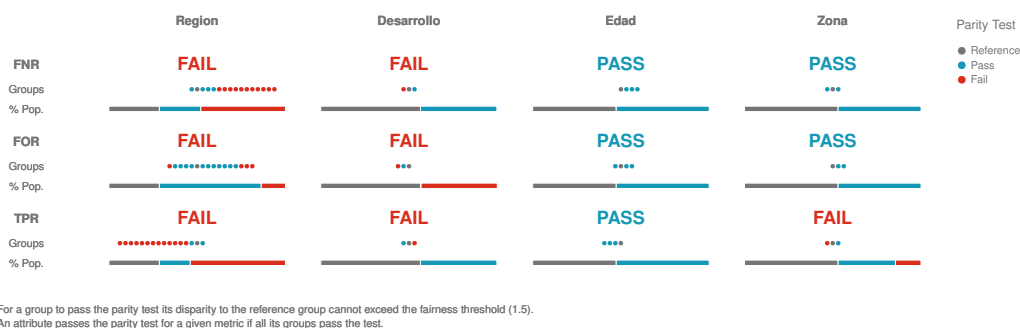 Region Desarrollo Edad Zona
Parity Test
Reference
Pass
Fail
FNR FAIL FAIL PASS PASS
Groups
% Pop.
FOR FAIL FAIL PASS PASS
Groups
% Pop.
TPR FAIL FAIL PASS FAIL
Groups
% Pop.
For a group to pass the parity test its disparity to the reference group cannot exceed the fairness threshold (1.5).
An attribute passes the parity test for a given metric if all its groups pass the test.